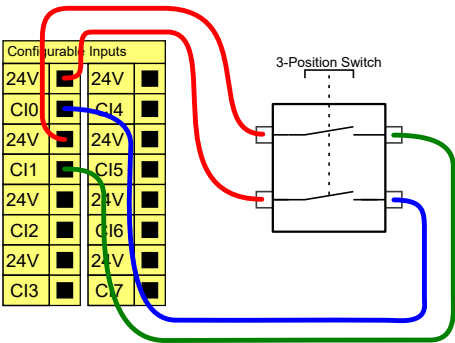 Configurable Inputs
3-Position Switch
24V 24V
CI0 CI4
24V 24V
CI1 CI5
24V 24V
CI2 CI6
24V 24V
CI3 CI7